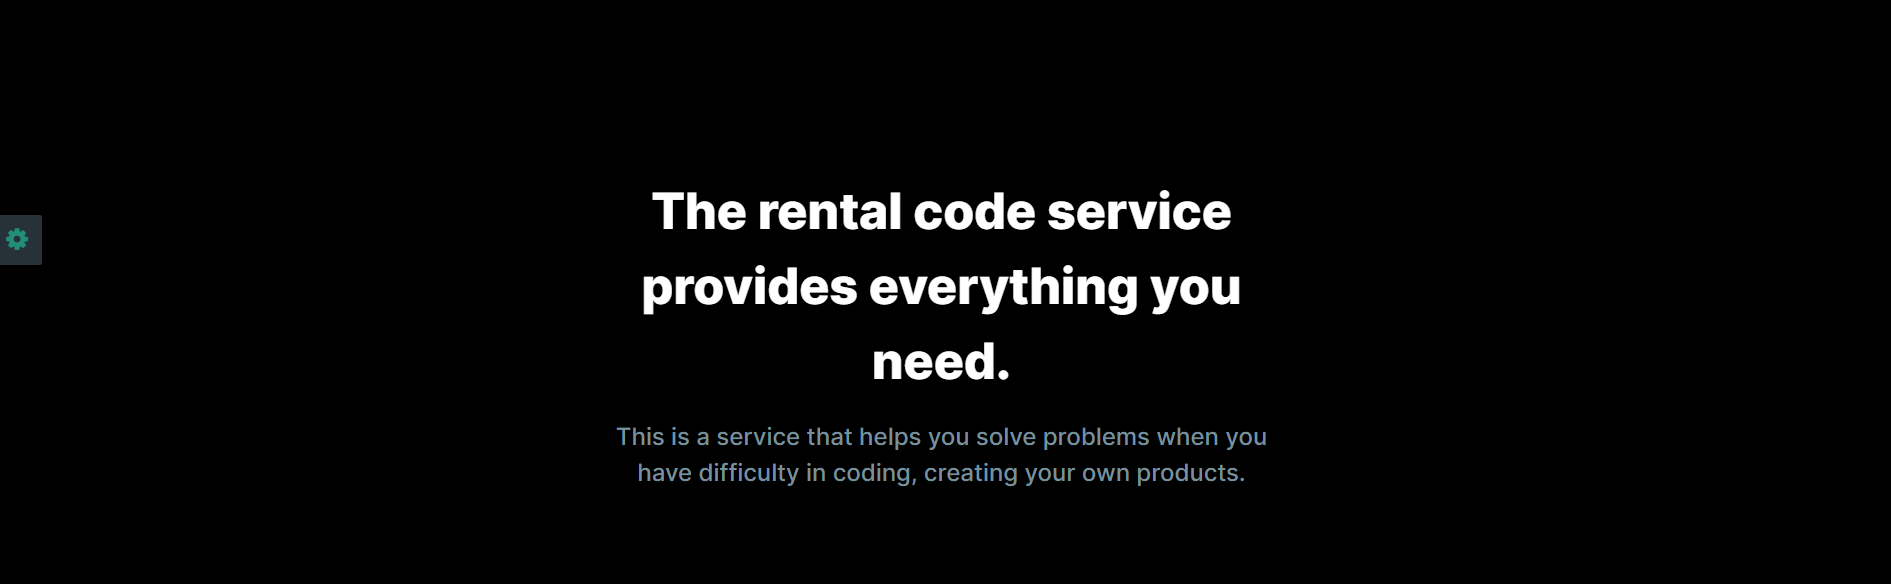 The rental code service
provides everything you
need.
This is a service that helps you solve problems when you
have difficulty in coding, creating your own products.